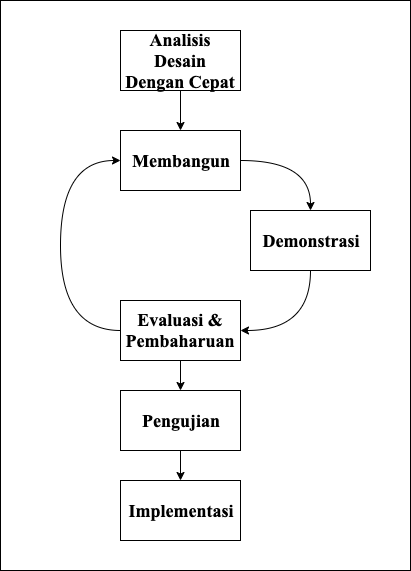 Analisis
Desain
Dengan Cepat
Membangun
Demonstrasi
Evaluasi &
Pembaharuan
Pengujian
Implementasi